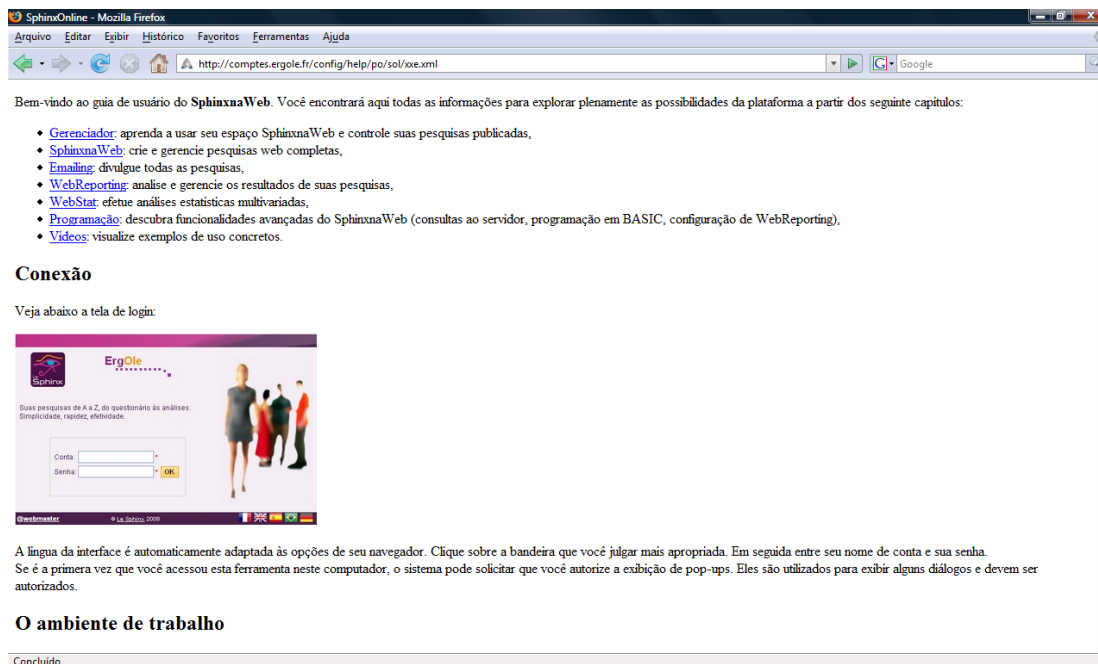 SphinxOnline - Mozilla Firefox
Arquivo Editar Exibir Histórico Favoritos Ferramentas Ajuda
http://comptes.ergole.fr/config/help/po/sol/xxe.xml
G Google
Bem-vindo ao guia de usuário do SphinxnaWeb. Você encontrará aqui todas as informações para explorar plenamente as possibilidades da plataforma a partir dos seguinte capitulos:
Gerenciador: aprenda a usar seu espaço SphinxnaWeb e controle suas pesquisas publicadas,
SphinxnaWeb: crie e gerencie pesquisas web completas,
Emailing: divulgue todas as pesquisas,
WebReporting: analise e gerencie os resultados de suas pesquisas,
WebStat: efetue análises estatisticas multivariadas,
Programação: descubra funcionalidades avançadas do SphinxnaWeb (consultas ao servidor, programação em BASIC, configuração de WebReporting),
Videos: visualize exemplos de uso concretos.
Conexão
Veja abaixo a tela de login:
Le Sphinx
ErgOle
Suas pesquisas de A a Z, do questionário às análises.
Simplicidade, rapidez, efetividade.
Conta: *
Senha: * OK
@webmaster © Le Sphinx 2000
A lingua da interface é automaticamente adaptada às opções de seu navegador. Clique sobre a bandeira que você julgar mais apropriada. Em seguida entre seu nome de conta e sua senha.
Se é a primera vez que você acessou esta ferramenta neste computador, o sistema pode solicitar que você autorize a exibição de pop-ups. Eles são utilizados para exibir alguns diálogos e devem ser
autorizados.
O ambiente de trabalho
Concluído